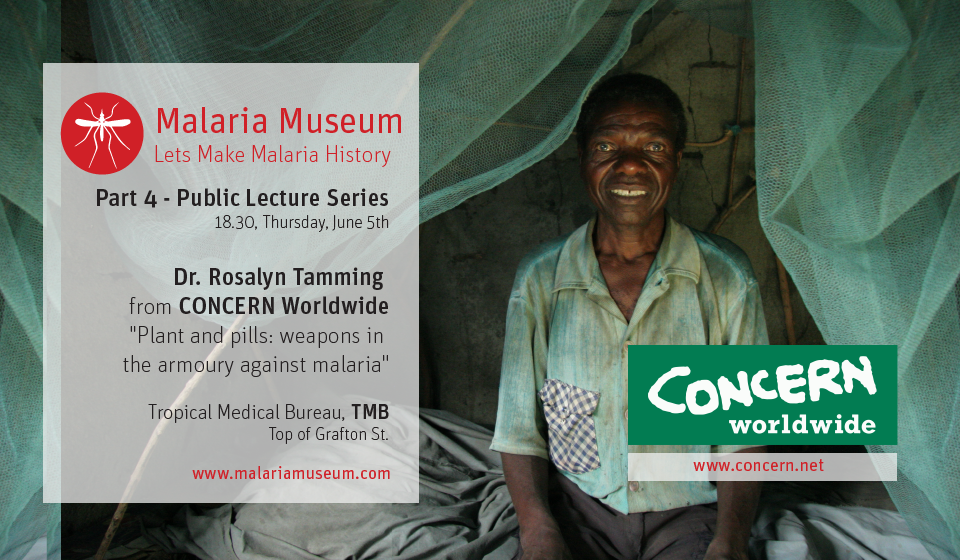 Malaria Museum
Lets Make Malaria History
Part 4 - Public Lecture Series
18.30, Thursday, June 5th
Dr. Rosalyn Tamming
from CONCERN Worldwide
"Plant and pills: weapons in
the armoury against malaria"
Tropical Medical Bureau, TMB
Top of Grafton St.
www.malariamuseum.com
CONCERN
worldwide
www.concern.net